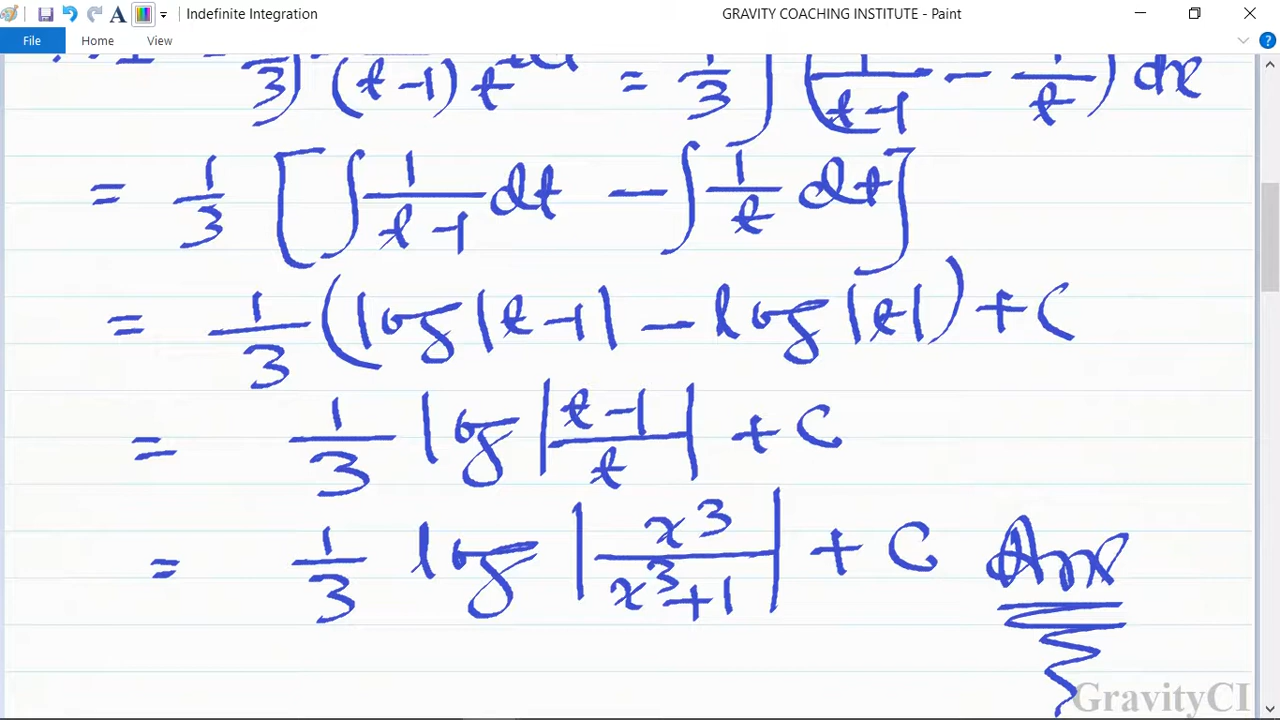 Indefinite Integration
GRAVITY COACHING INSTITUTE - Paint
File Home View
3 (t-1) t = 1/3 ∫ (1/(t-1) - 1/t) dx
= 1/3 [∫ 1/(t-1) dt - ∫ 1/t dt]
= 1/3 (log|t-1| - log|t|) + C
= 1/3 log |(t-1)/t| + C
= 1/3 log |x³/(x³+1)| + C Ans
GravityCI